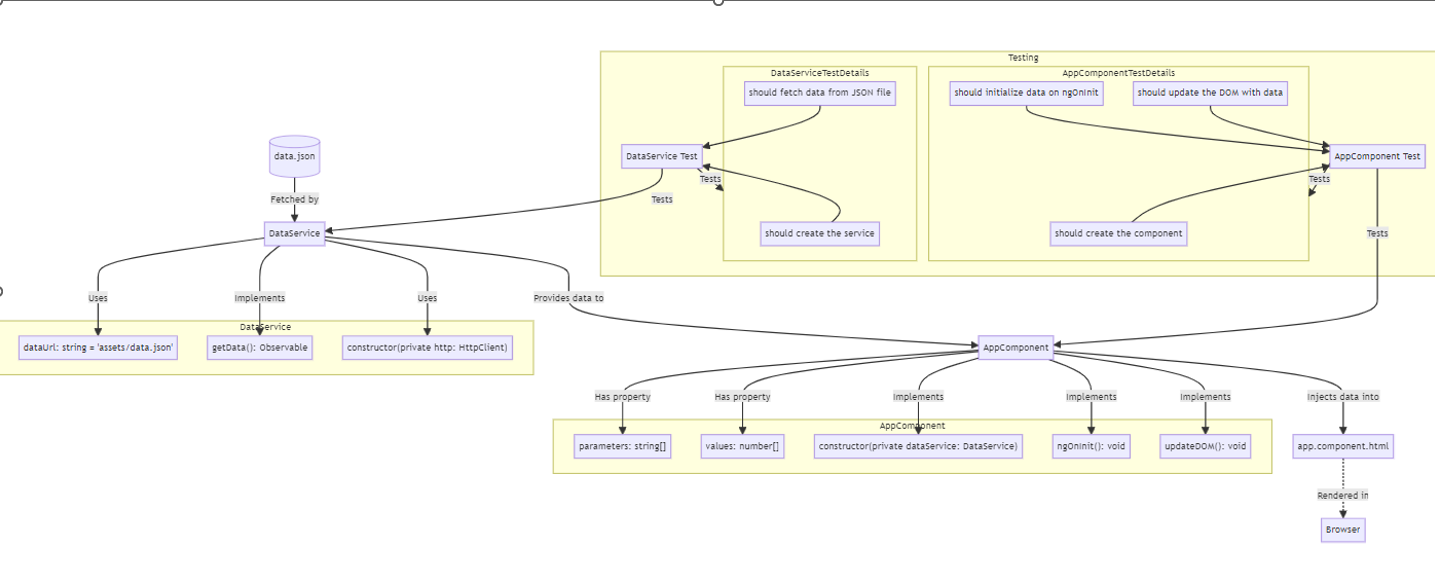 Testing
DataServiceTestDetails
AppComponentTestDetails
should fetch data from JSON file
should initialize data on ngOnInit
should update the DOM with data
data.json
DataService Test
AppComponent Test
Tests
Tests
Fetched by
Tests
DataService
should create the service
should create the component
Tests
Uses
Implements
Uses
Provides data to
DataService
dataUrl: string = 'assets/data.json'
getData(): Observable
constructor(private http: HttpClient)
AppComponent
Has property
Has property
Implements
Implements
Implements
Injects data into
AppComponent
parameters: string[]
values: number[]
constructor(private dataService: DataService)
ngOnInit(): void
updateDOM(): void
app.component.html
Rendered in
Browser